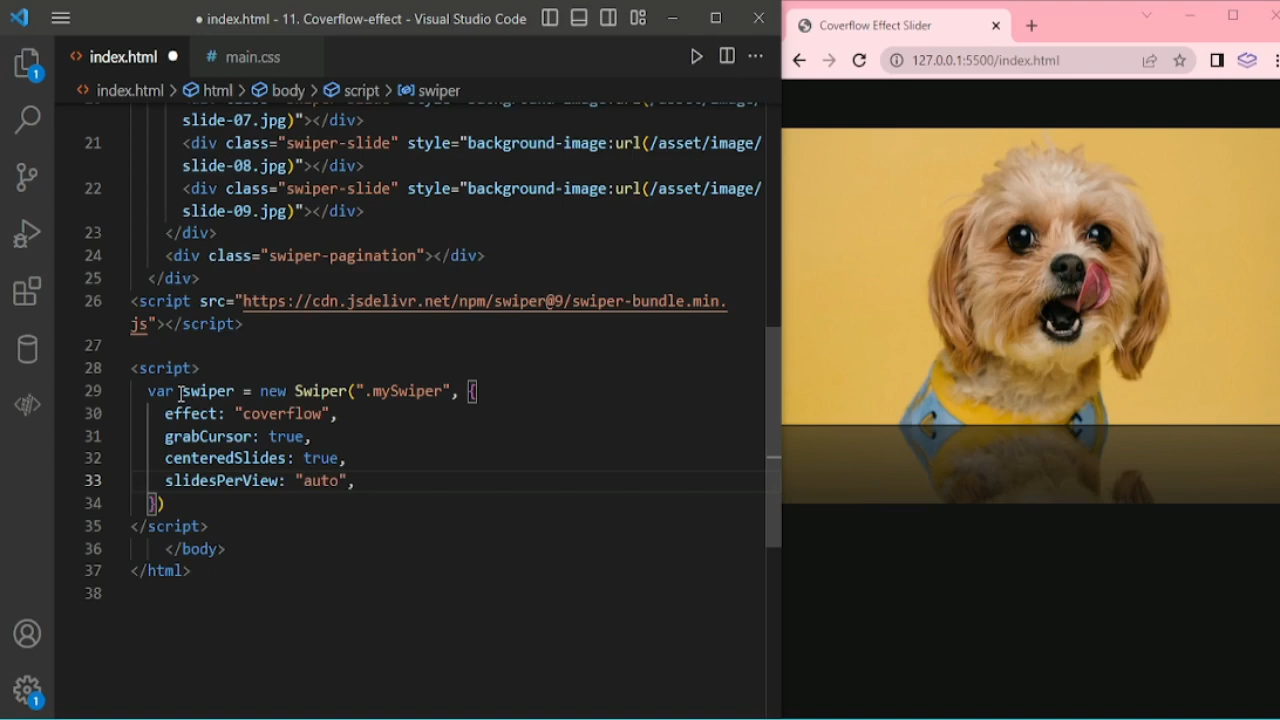 ● index.html - 11. Coverflow-effect - Visual Studio Code
Coverflow Effect Slider
index.html
# main.css
127.0.0.1:5500/index.html
index.html > html > body > script > swiper
slide-07.jpg)"></div>
21 <div class="swiper-slide" style="background-image:url(/asset/image/
slide-08.jpg)"></div>
22 <div class="swiper-slide" style="background-image:url(/asset/image/
slide-09.jpg)"></div>
23 </div>
24 <div class="swiper-pagination"></div>
25 </div>
26 <script src="https://cdn.jsdelivr.net/npm/swiper@9/swiper-bundle.min.
js"></script>
27
28 <script>
29 var swiper = new Swiper(".mySwiper", {
30 effect: "coverflow",
31 grabCursor: true,
32 centeredSlides: true,
33 slidesPerView: "auto",
34 })
35 </script>
36 </body>
37 </html>
38
1
1